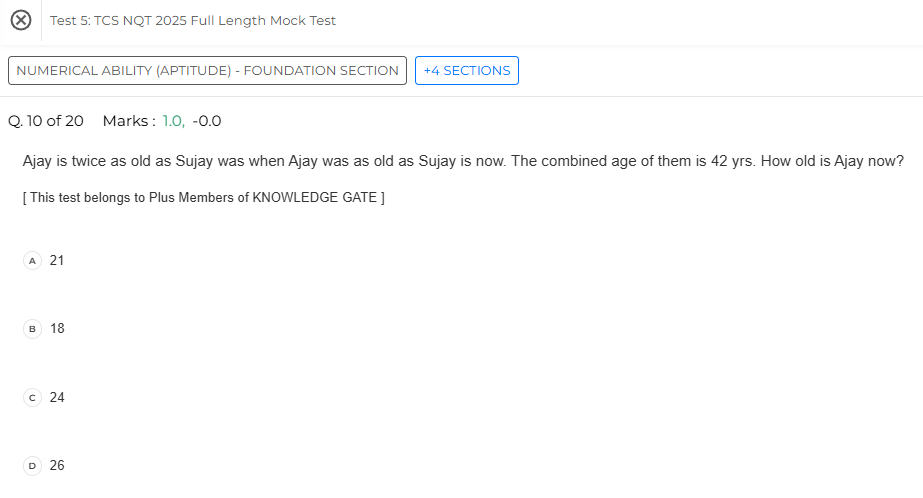 Test 5: TCS NQT 2025 Full Length Mock Test
NUMERICAL ABILITY (APTITUDE) - FOUNDATION SECTION
+4 SECTIONS
Q. 10 of 20 Marks : 1.0, -0.0
Ajay is twice as old as Sujay was when Ajay was as old as Sujay is now. The combined age of them is 42 yrs. How old is Ajay now?
[ This test belongs to Plus Members of KNOWLEDGE GATE ]
A 21
B 18
C 24
D 26